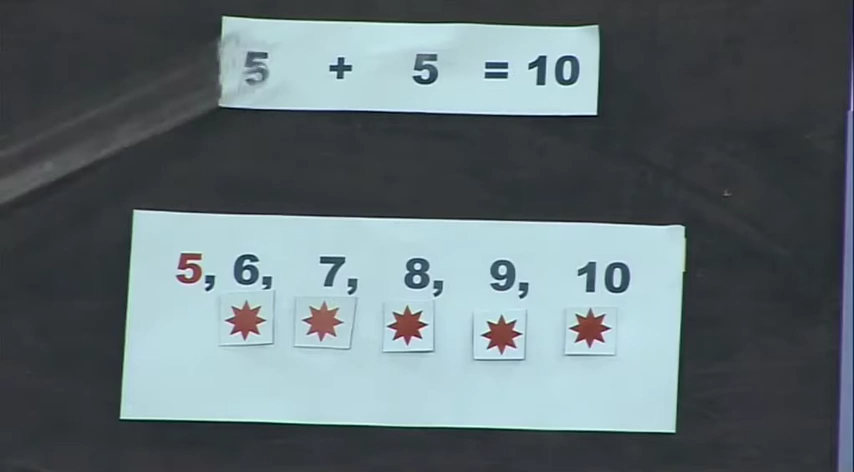 5 + 5 = 10
5, 6, 7, 8, 9, 10